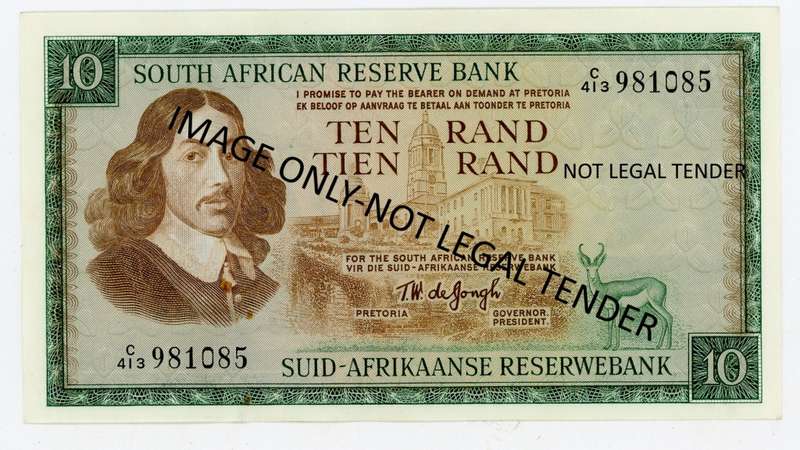 10
SOUTH AFRICAN RESERVE BANK
C/413 981085
I PROMISE TO PAY THE BEARER ON DEMAND AT PRETORIA
EK BELOOF OP AANVRAAG TE BETAAL AAN TOONDER TE PRETORIA
TEN RAND
TIEN RAND
NOT LEGAL TENDER
IMAGE ONLY-NOT LEGAL TENDER
FOR THE SOUTH AFRICAN RESERVE BANK
VIR DIE SUID-AFRIKAANSE RESERWEBANK
T.W. de Jongh
PRETORIA
GOVERNOR.
PRESIDENT.
C/413 981085
SUID-AFRIKAANSE RESERWEBANK
10